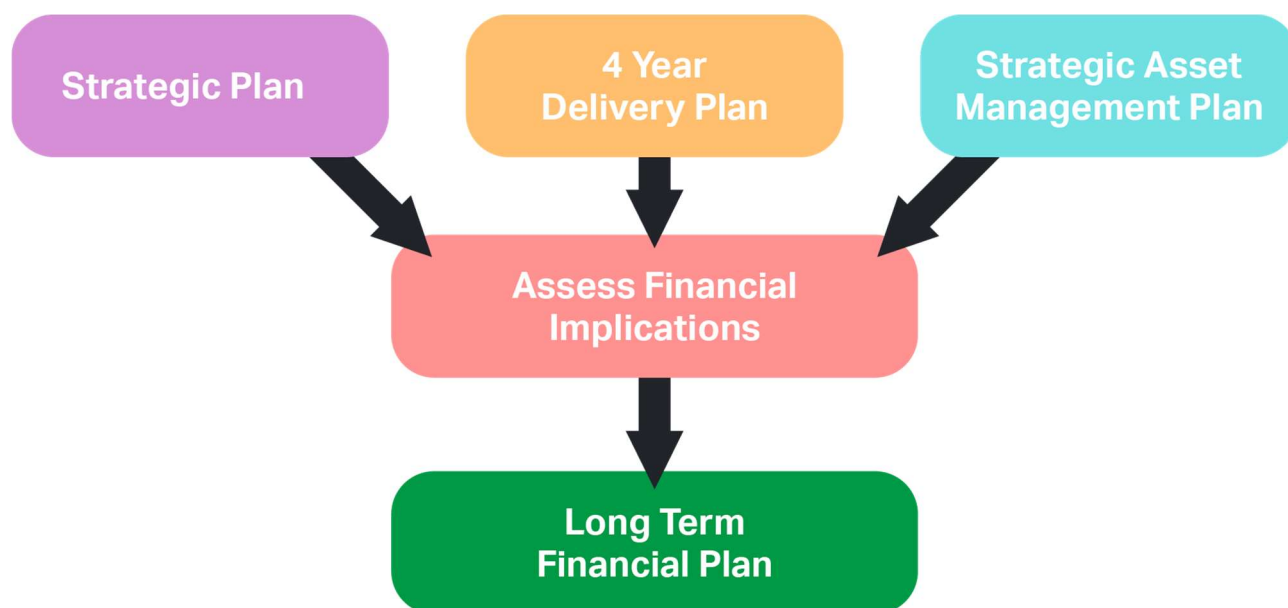 Strategic Plan
4 Year
Delivery Plan
Strategic Asset
Management Plan
Assess Financial
Implications
Long Term
Financial Plan